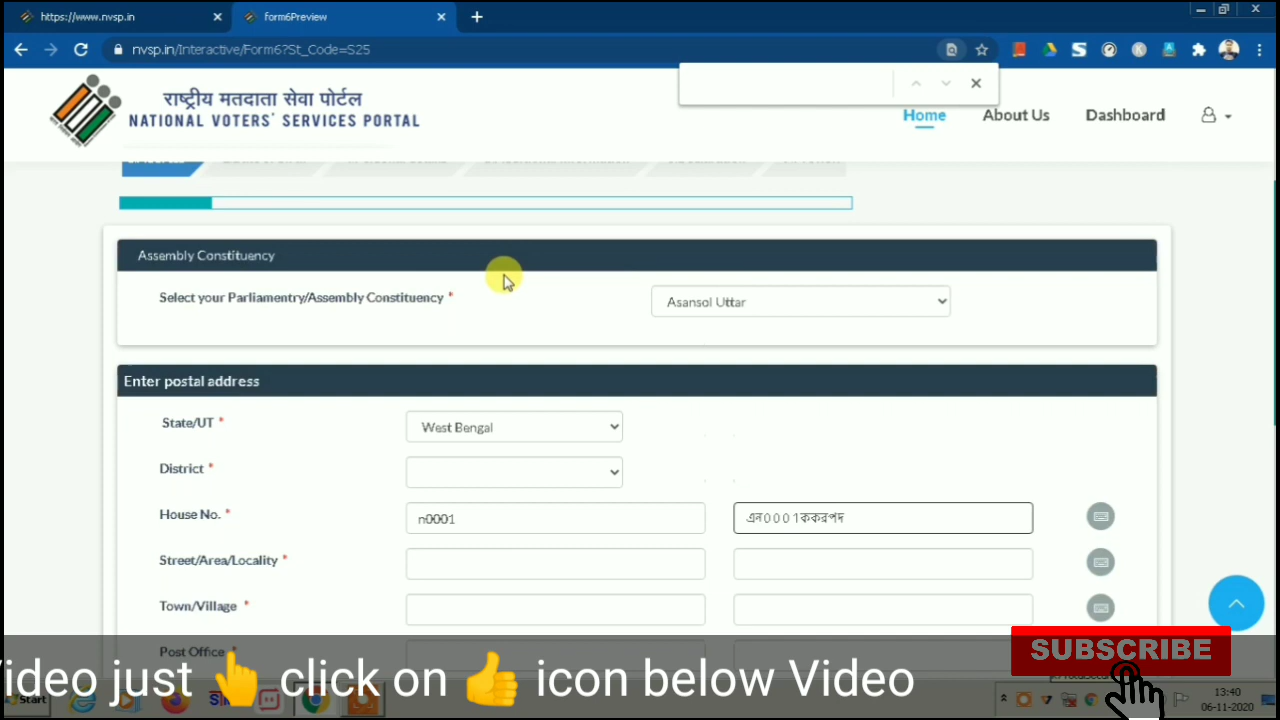 https://www.nvsp.in
form6Preview
nvsp.in/Interactive/Form6?St_Code=S25
राष्ट्रीय मतदाता सेवा पोर्टल
NATIONAL VOTERS' SERVICES PORTAL
Home
About Us
Dashboard
Assembly Constituency
Select your Parliamentry/Assembly Constituency *
Asansol Uttar
Enter postal address
State/UT *
West Bengal
District *
House No. *
n0001
এন0001ককরপদ
Street/Area/Locality *
Town/Village *
Post Office *
SUBSCRIBE
ideo just 👆 click on 👍 icon below Video
Start
13:40
06-11-2020